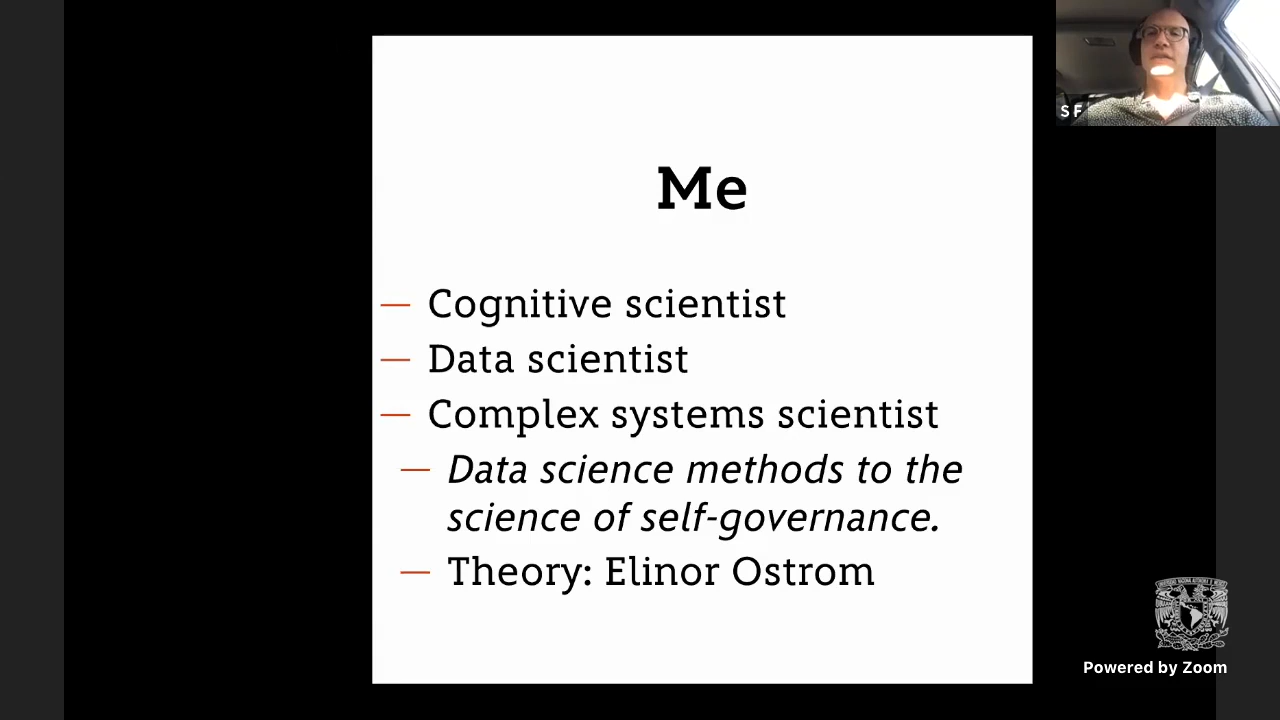 S F
Me
— Cognitive scientist
— Data scientist
— Complex systems scientist
— Data science methods to the
science of self-governance.
— Theory: Elinor Ostrom
Powered by Zoom